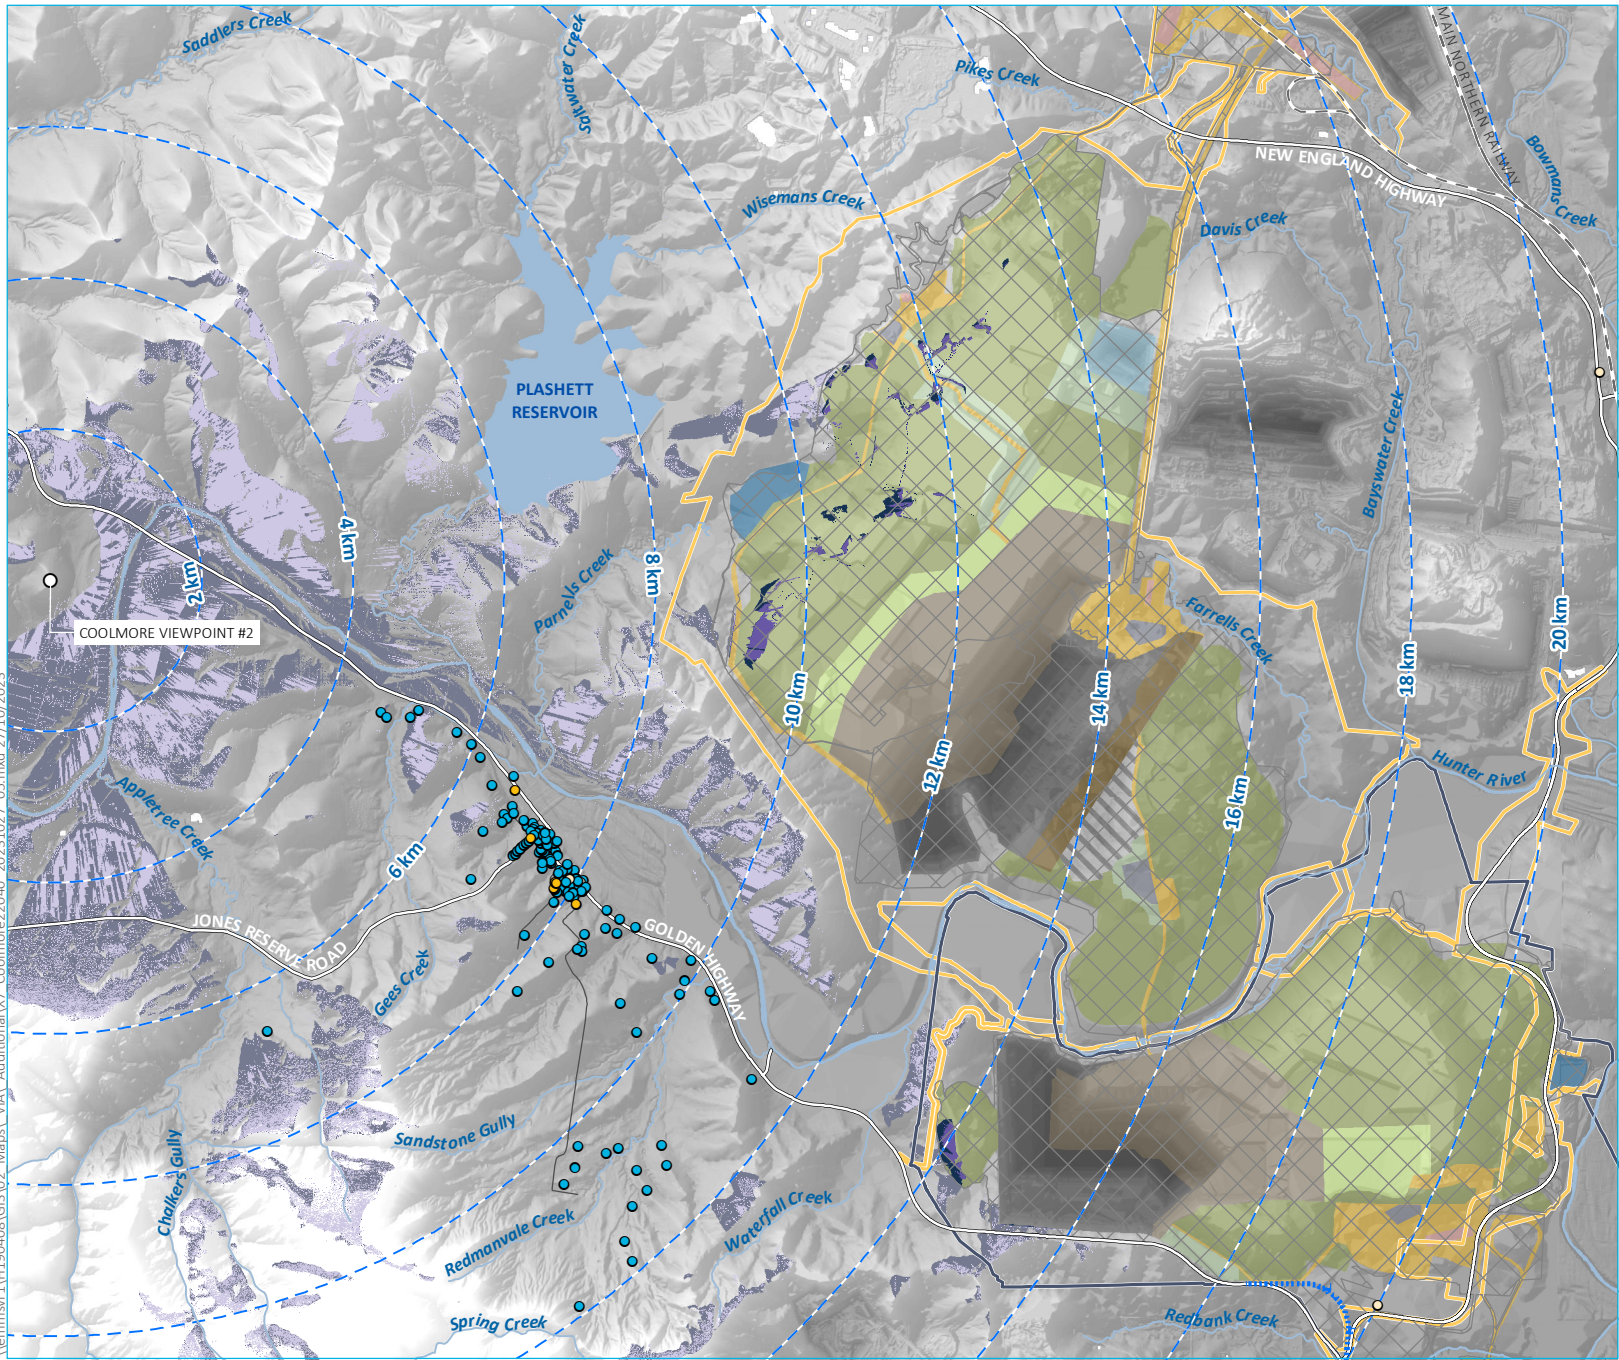 Saddlers Creek
Saltwater Creek
Pikes Creek
MAIN NORTHERN RAILWAY
Bowmans Creek
NEW ENGLAND HIGHWAY
Wisemans Creek
Davis Creek
PLASHETT
RESERVOIR
Bayswater Creek
4 km
2 km
8 km
Parnells Creek
COOLMORE VIEWPOINT #2
Farrells Creek
20 km
18 km
14 km
10 km
12 km
16 km
Hunter River
Appletree Creek
6 km
JONES RESERVE ROAD
GOLDEN HIGHWAY
Gees Creek
Sandstone Gully
Chalkers Gully
Redmanvale Creek
Waterfall Creek
Spring Creek
Redbank Creek